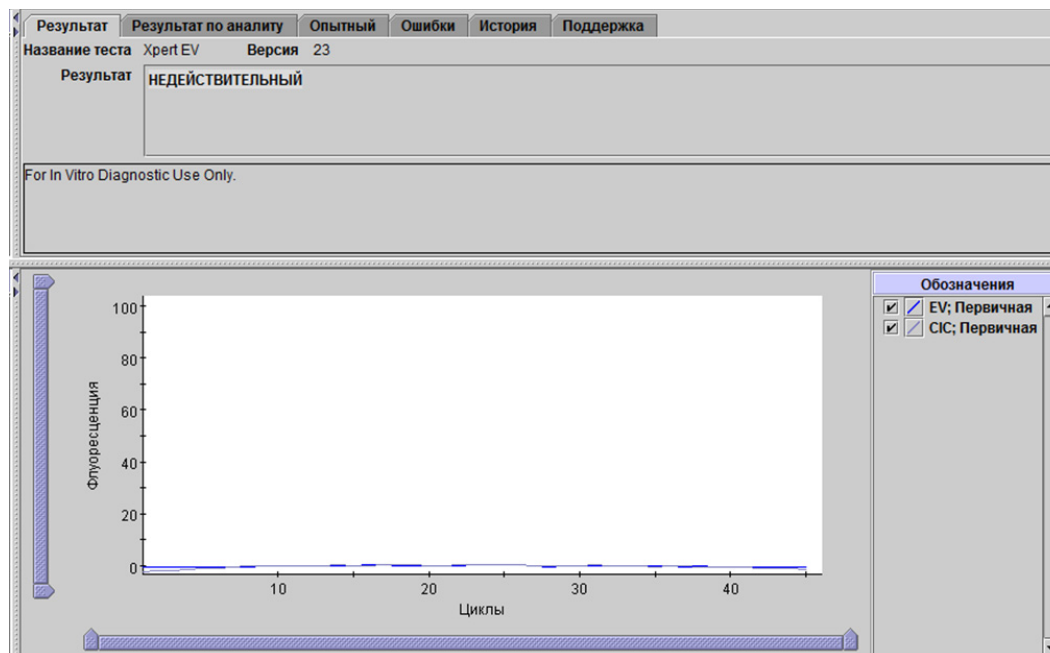 Результат Результат по аналиту Опытный Ошибки История Поддержка
Название теста Xpert EV Версия 23
Результат НЕДЕЙСТВИТЕЛЬНЫЙ
For In Vitro Diagnostic Use Only.
Обозначения
EV; Первичная
CIC; Первичная
100
80
60
40
20
0
Флуоресценция
10 20 30 40
Циклы